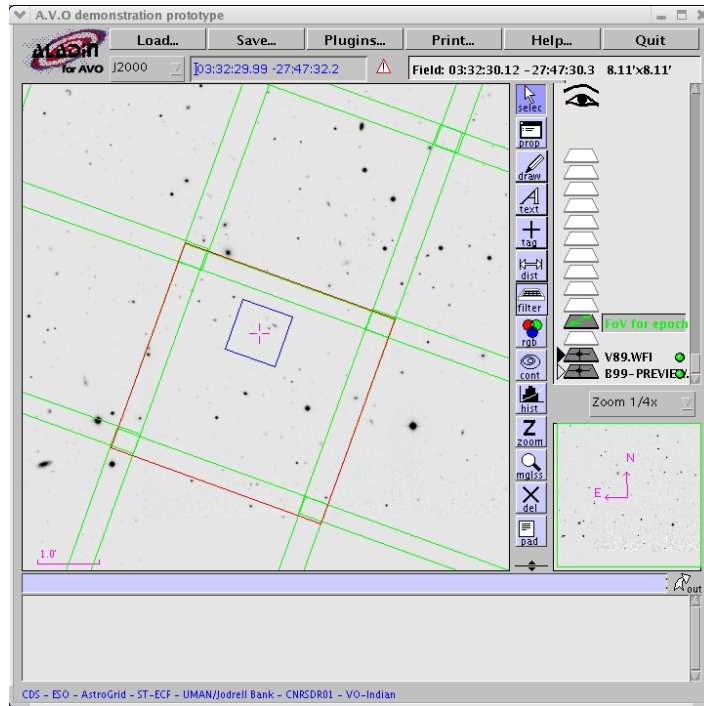 A.V.O demonstration prototype
ALADIN
for AVO
Load... Save... Plugins... Print... Help... Quit
J2000 03:32:29.99 -27:47:32.2 Field: 03:32:30.12 -27:47:30.3 8.11'x8.11'
selec
prop
draw
text
tag
dist
filter
rgb
cont
hist
zoom
mglss
del
pad
FoV for epoch
V89.WFI
B99-PREVIEW.
Zoom 1/4x
N
E
1.0'
out
CDS - ESO - AstroGrid - ST-ECF - UMAN/Jodrell Bank - CNRSDR01 - VO-Indian